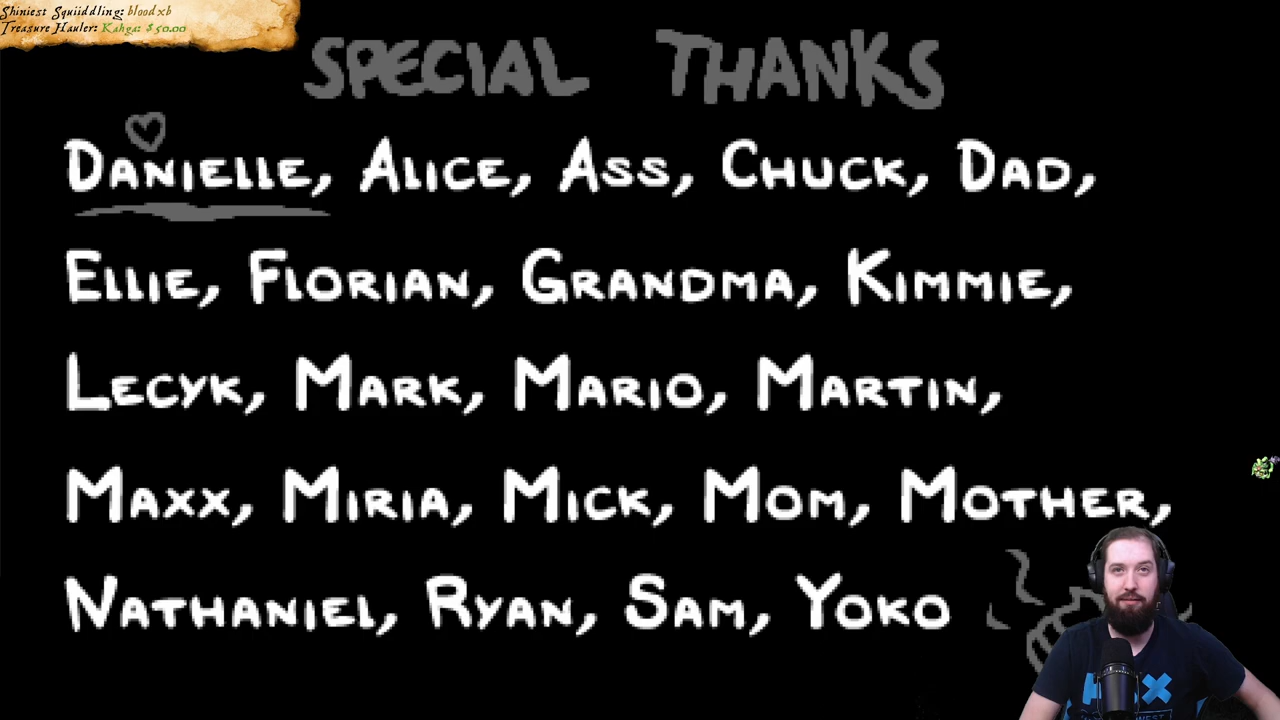 Shiniest Squiiddling: bloodxb
Treasure Hauler: Kahga: $50.00
SPECIAL THANKS
Danielle, Alice, Ass, Chuck, Dad,
Ellie, Florian, Grandma, Kimmie,
Lecyk, Mark, Mario, Martin,
Maxx, Miria, Mick, Mom, Mother,
Nathaniel, Ryan, Sam, Yoko